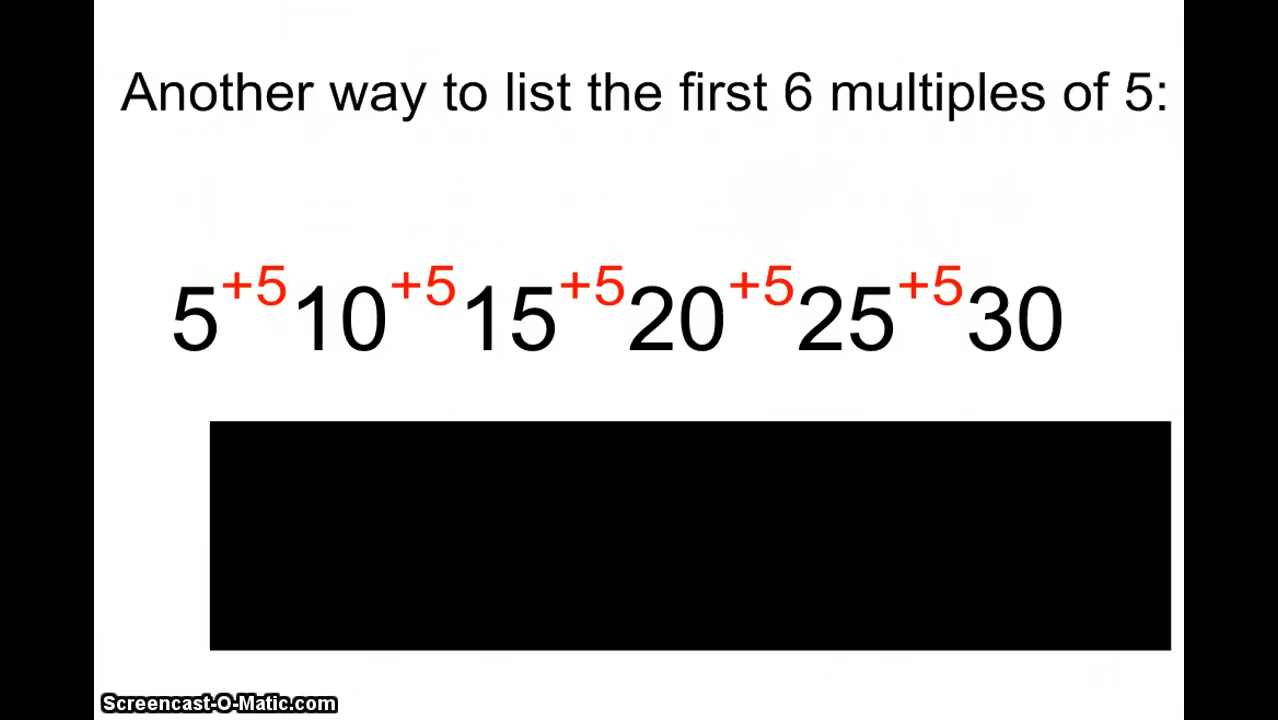 Another way to list the first 6 multiples of 5:
5 +5 10 +5 15 +5 20 +5 25 +5 30
Screencast-O-Matic.com